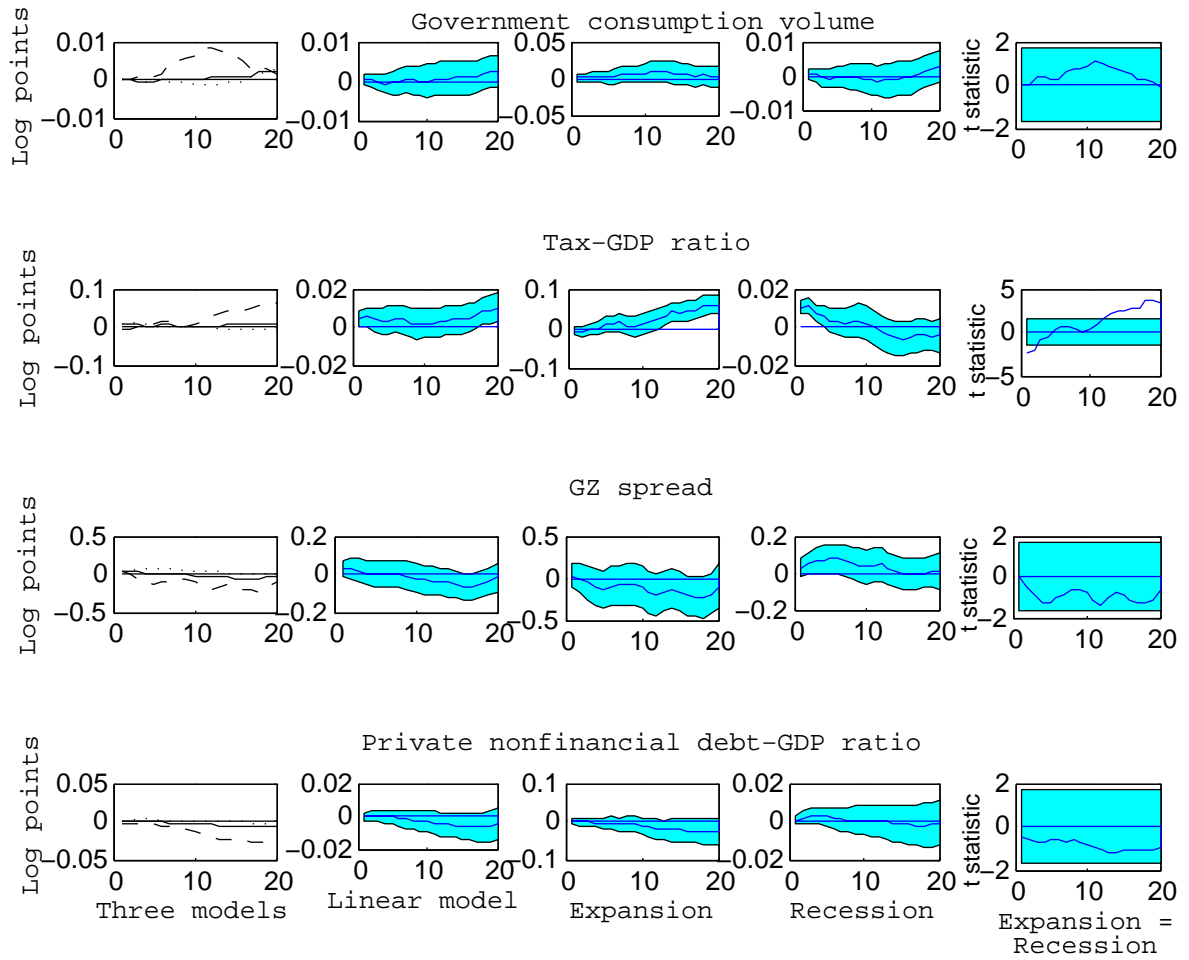 Government consumption volume
Log points
0.01
0
−0.01
0 10 20
0.01
0
−0.01
0 10 20
0.05
0
−0.05
0 10 20
0.01
0
−0.01
0 10 20
t statistic
2
0
−2
0 10 20
Tax−GDP ratio
Log points
0.1
0
−0.1
0 10 20
0.02
0
−0.02
0 10 20
0.1
0
−0.1
0 10 20
0.02
0
−0.02
0 10 20
t statistic
5
0
−5
0 10 20
GZ spread
Log points
0.5
0
−0.5
0 10 20
0.2
0
−0.2
0 10 20
0.5
0
−0.5
0 10 20
0.2
0
−0.2
0 10 20
t statistic
2
0
−2
0 10 20
Private nonfinancial debt−GDP ratio
Log points
0.05
0
−0.05
0 10 20
Three models
0.02
0
−0.02
0 10 20
Linear model
0.1
0
−0.1
0 10 20
Expansion
0.02
0
−0.02
0 10 20
Recession
t statistic
2
0
−2
0 10 20
Expansion =
Recession